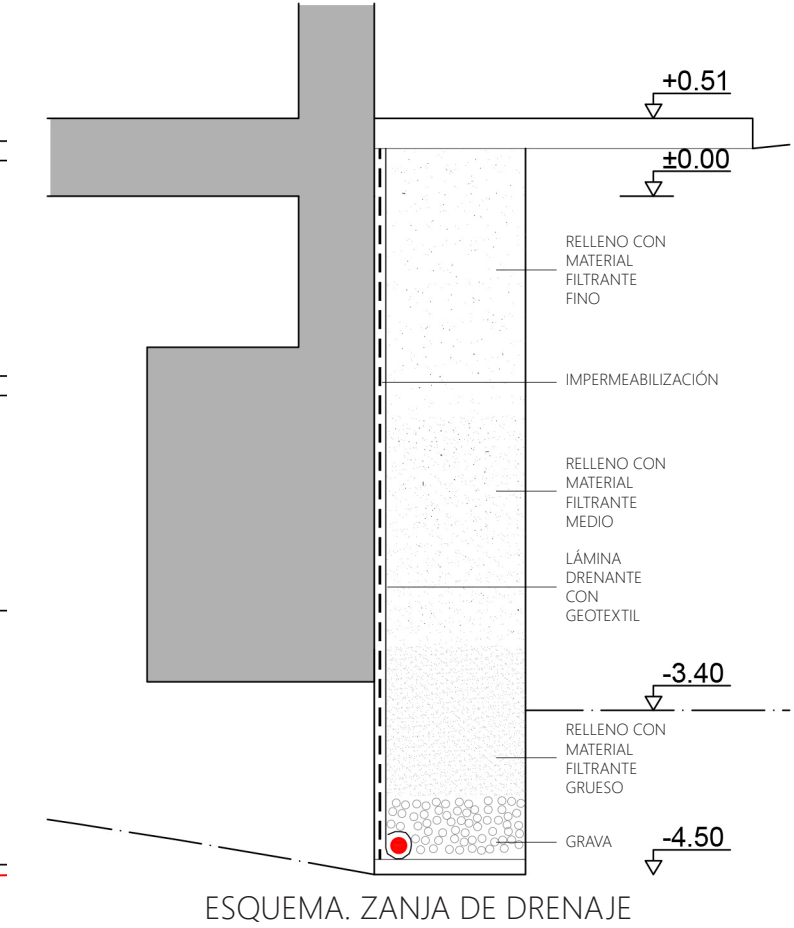 +0.51
±0.00
RELLENO CON
MATERIAL
FILTRANTE
FINO
IMPERMEABILIZACIÓN
RELLENO CON
MATERIAL
FILTRANTE
MEDIO
LÁMINA
DRENANTE
CON
GEOTEXTIL
-3.40
RELLENO CON
MATERIAL
FILTRANTE
GRUESO
GRAVA
-4.50
ESQUEMA. ZANJA DE DRENAJE